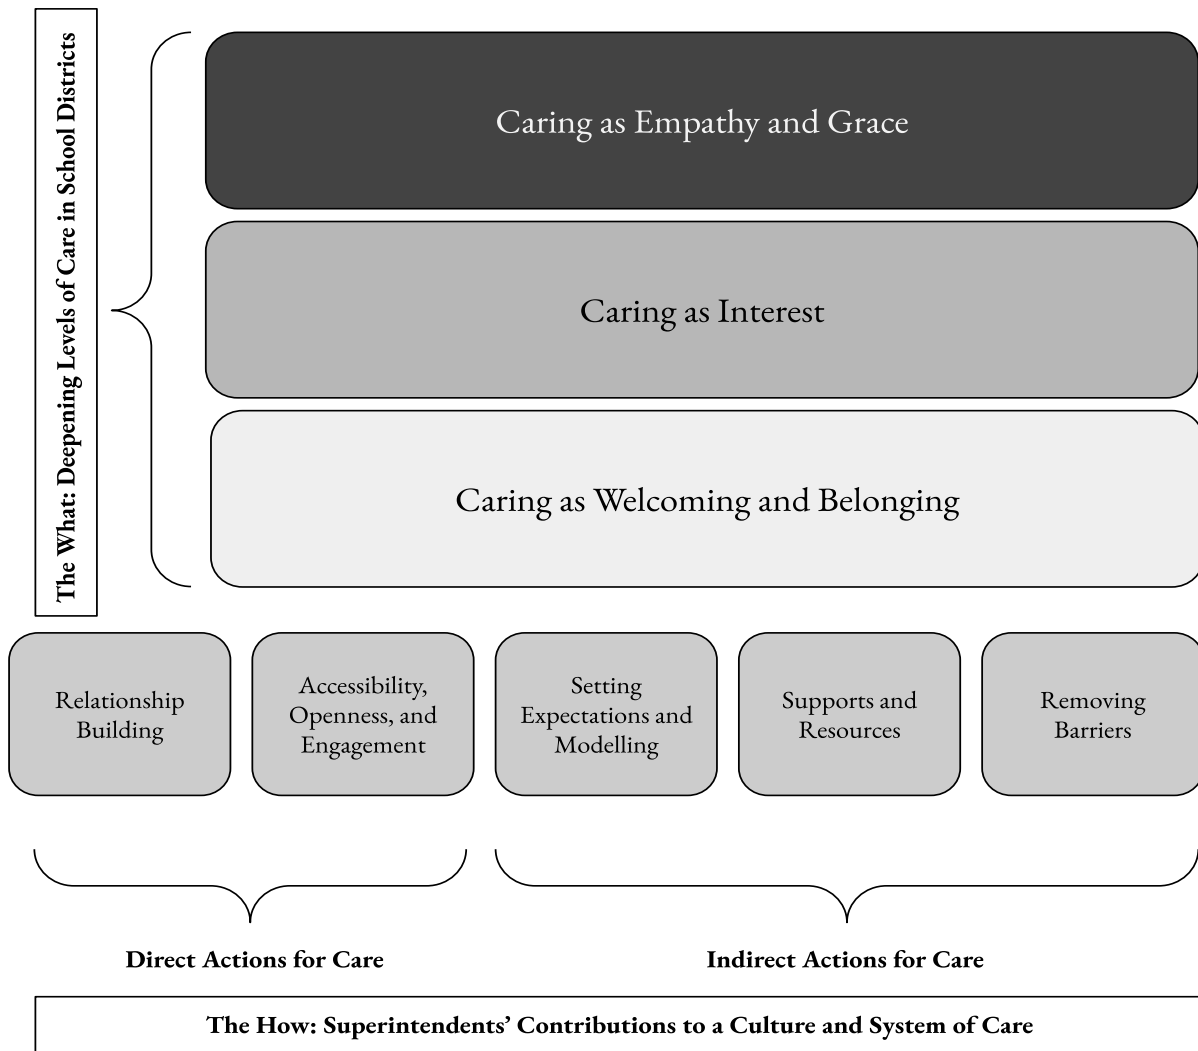 The What: Deepening Levels of Care in School Districts
Caring as Empathy and Grace
Caring as Interest
Caring as Welcoming and Belonging
Relationship
Building
Accessibility,
Openness, and
Engagement
Setting
Expectations and
Modelling
Supports and
Resources
Removing
Barriers
Direct Actions for Care
Indirect Actions for Care
The How: Superintendents’ Contributions to a Culture and System of Care